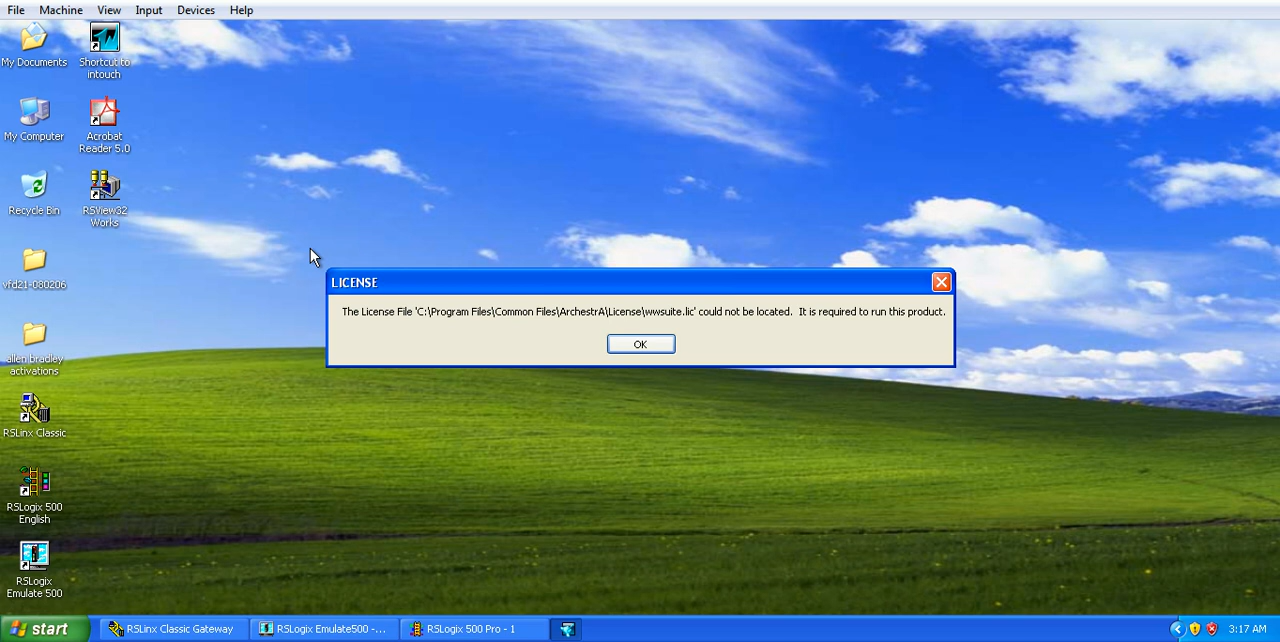 File Machine View Input Devices Help
My Documents
Shortcut to
intouch
My Computer
Acrobat
Reader 5.0
Recycle Bin
RSView32
Works
vfd21-080206
allen bradley
activations
RSLinx Classic
RSLogix 500
English
RSLogix
Emulate 500
LICENSE
The License File 'C:\Program Files\Common Files\ArchestrA\License\wwsuite.lic' could not be located. It is required to run this product.
OK
start
RSLinx Classic Gateway
RSLogix Emulate500 -...
RSLogix 500 Pro - 1
3:17 AM